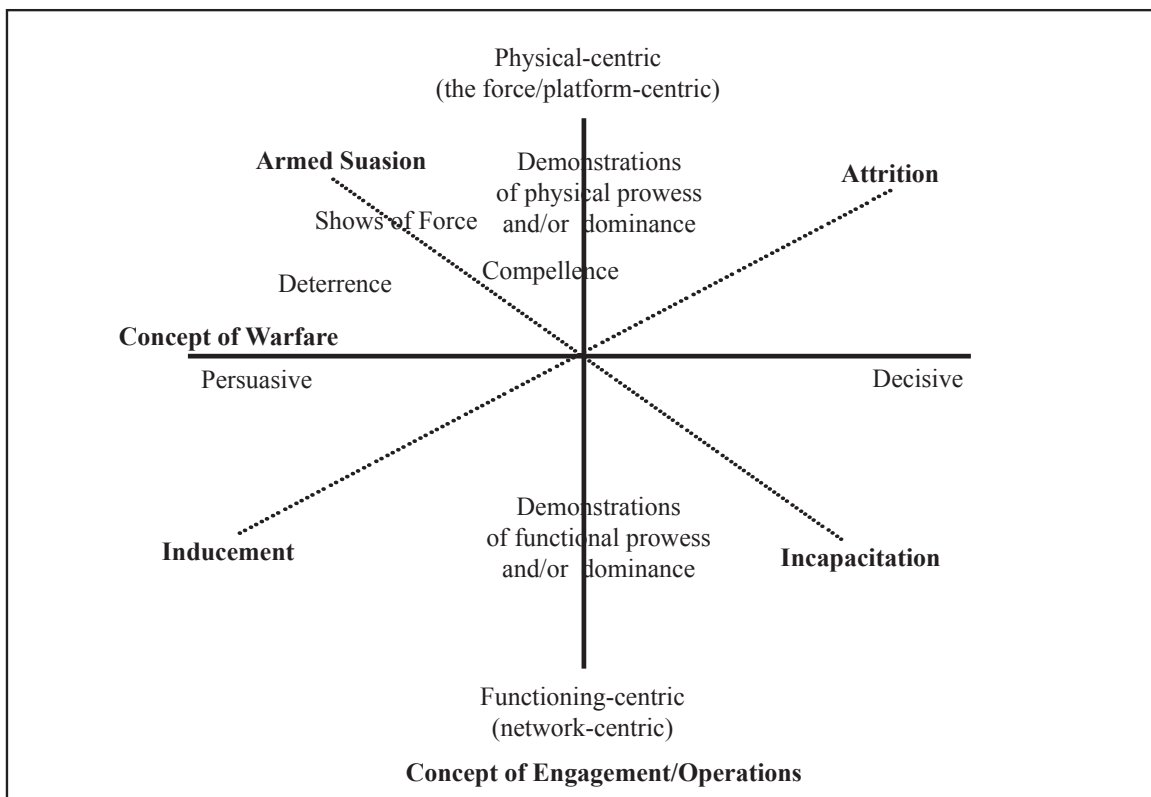 Physical-centric
(the force/platform-centric)
Armed Suasion
Demonstrations
of physical prowess
and/or dominance
Attrition
Shows of Force
Compellence
Deterrence
Concept of Warfare
Persuasive
Decisive
Demonstrations
of functional prowess
and/or dominance
Inducement
Incapacitation
Functioning-centric
(network-centric)
Concept of Engagement/Operations